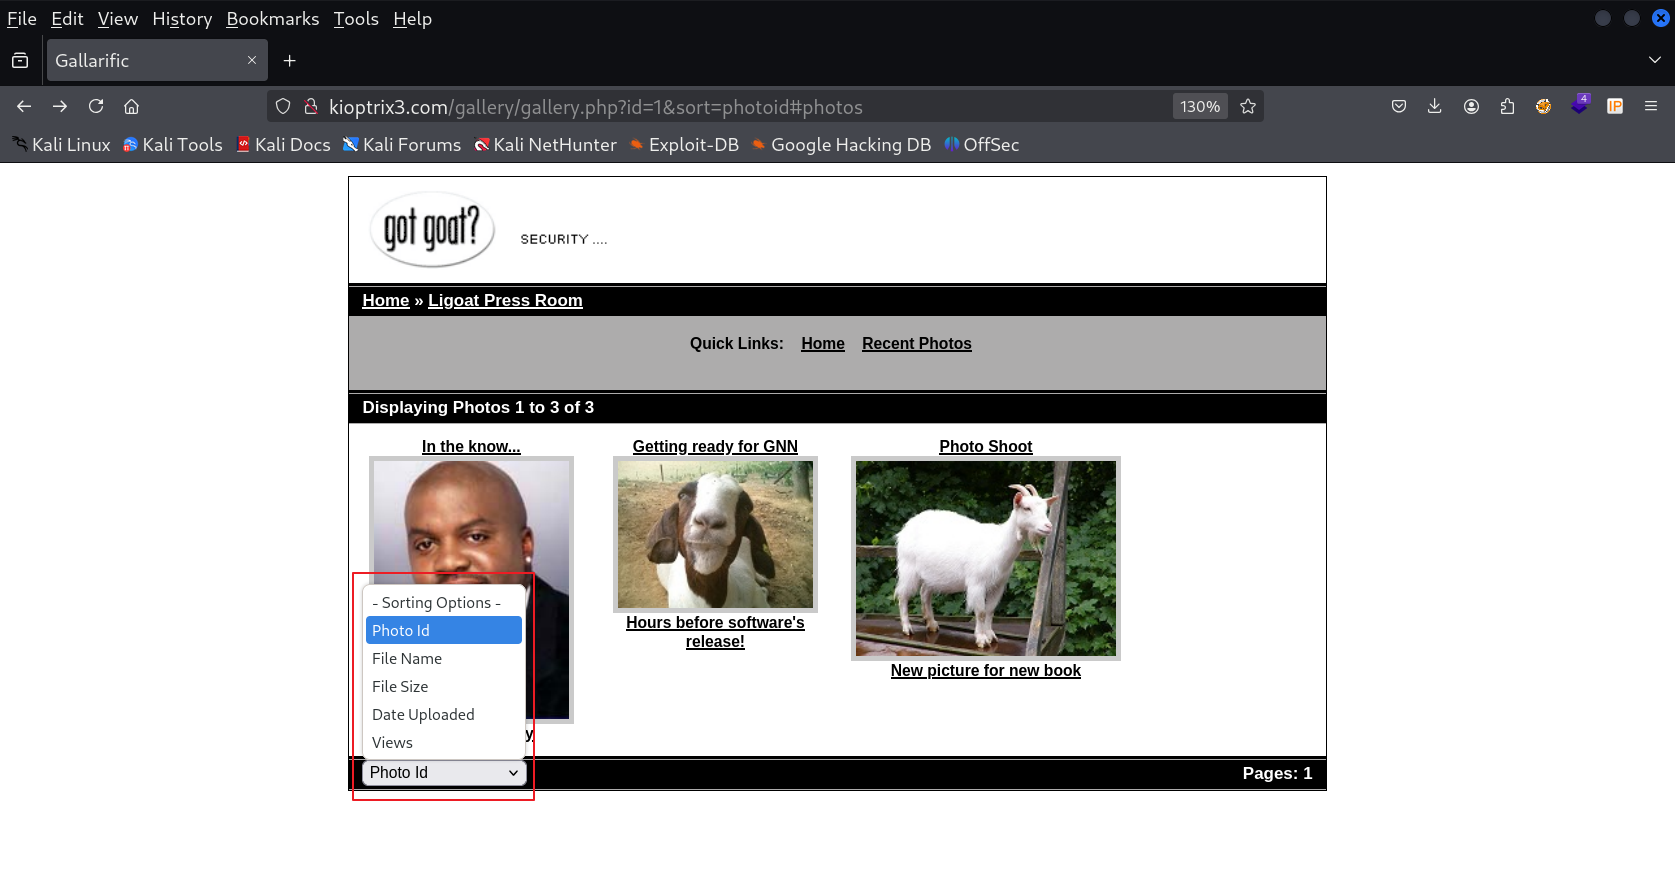 File Edit View History Bookmarks Tools Help
Gallarific
kioptrix3.com/gallery/gallery.php?id=1&sort=photoid#photos
130%
4
IP
Kali Linux Kali Tools Kali Docs Kali Forums Kali NetHunter Exploit-DB Google Hacking DB OffSec
got goat?
SECURITY ....
Home » Ligoat Press Room
Quick Links: Home Recent Photos
Displaying Photos 1 to 3 of 3
In the know...
Getting ready for GNN
Photo Shoot
Hours before software's
release!
New picture for new book
- Sorting Options -
Photo Id
File Name
File Size
Date Uploaded
Views
y
Photo Id
Pages: 1